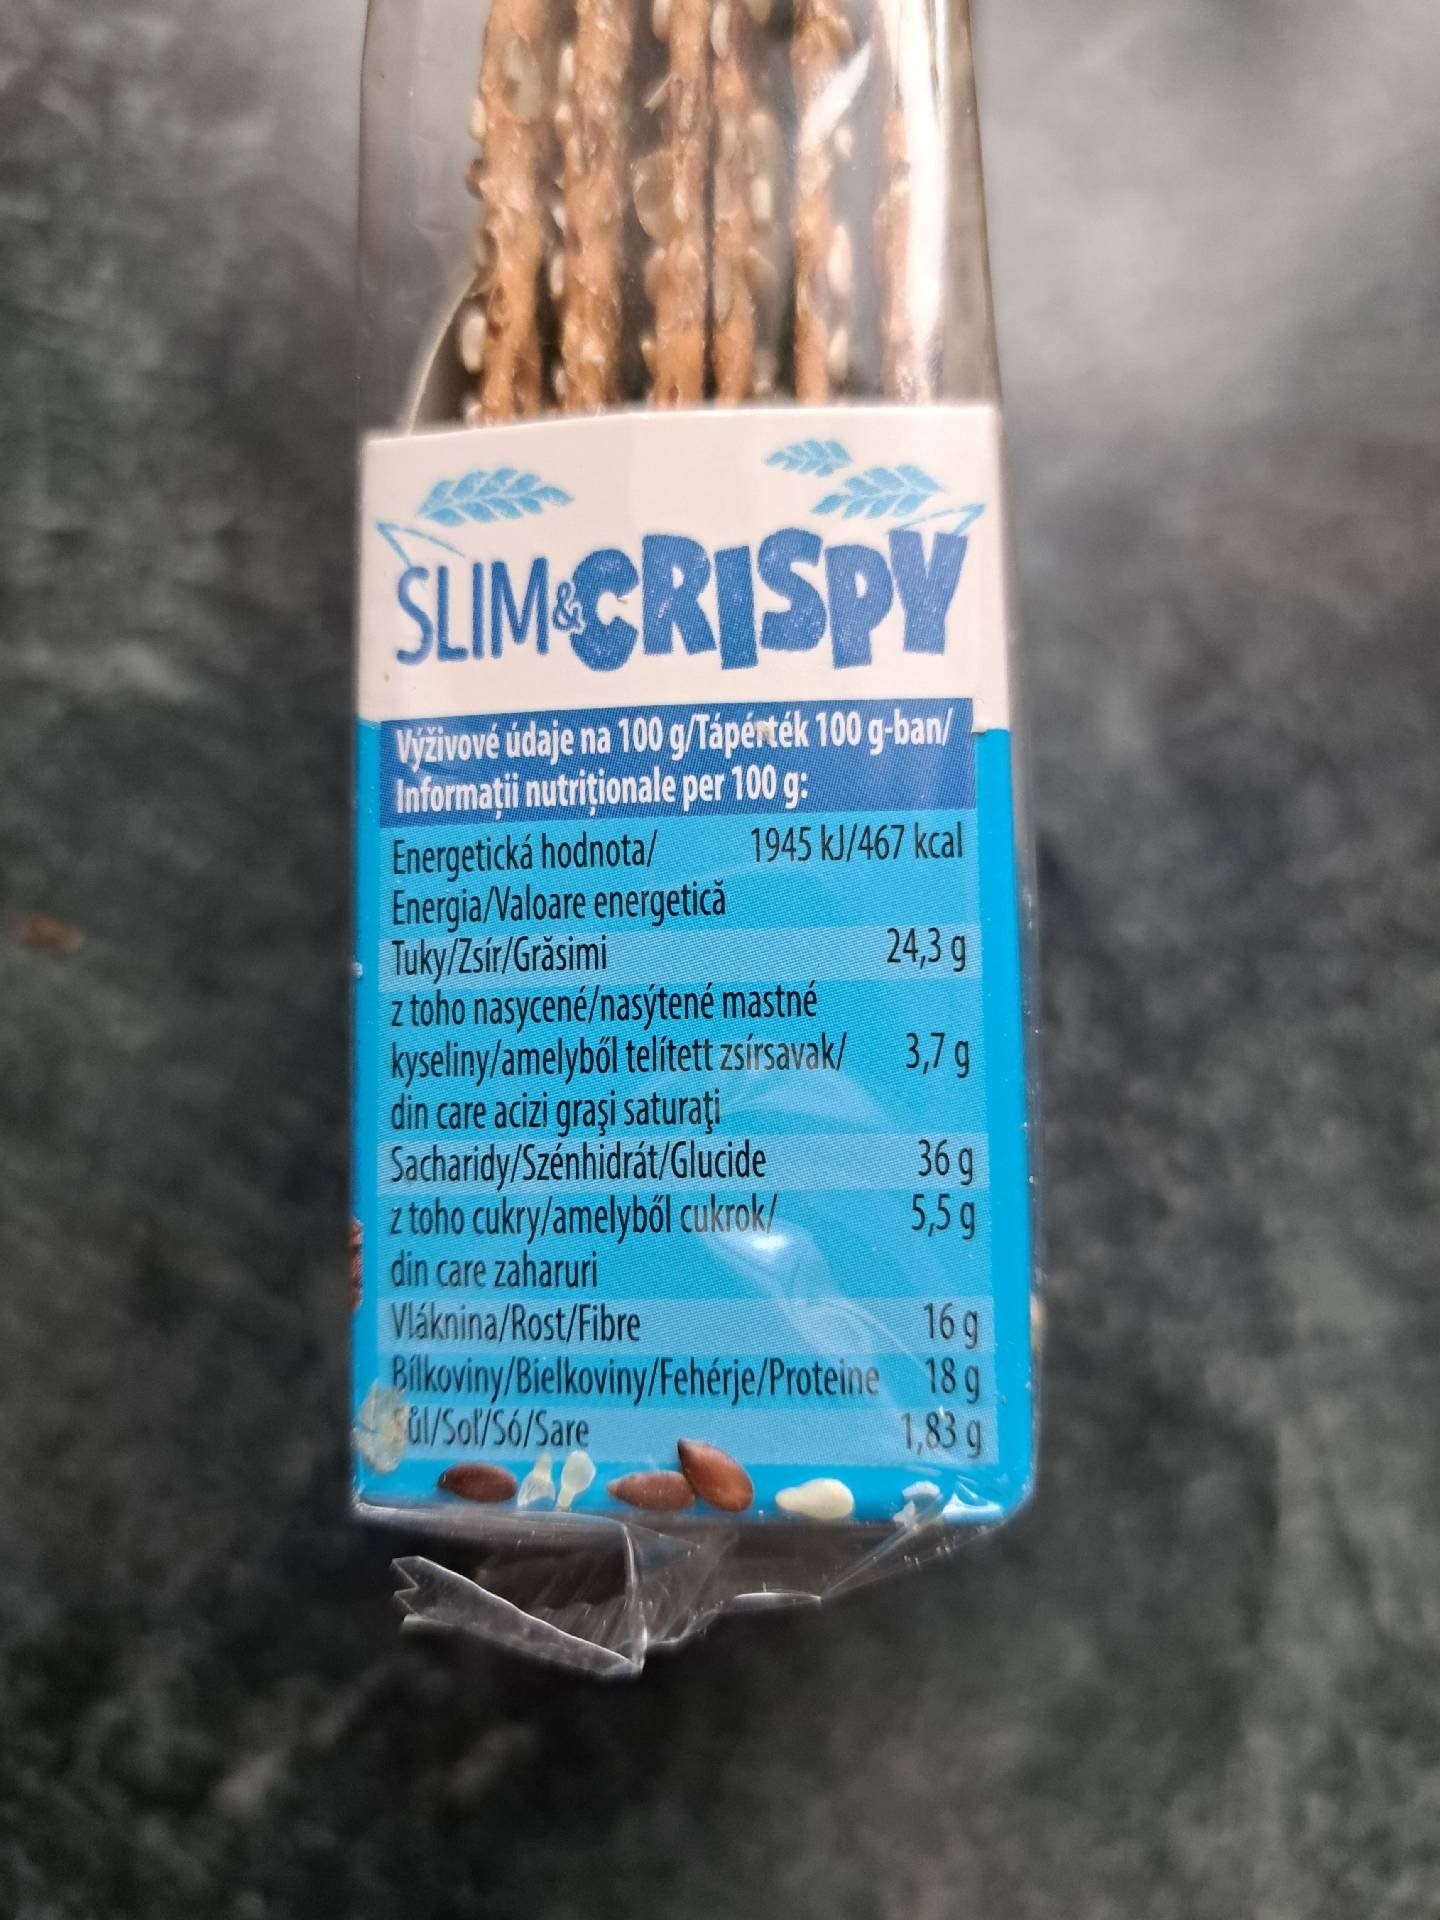 SLIM&CRISPY
Výživové údaje na 100 g/Tápérték 100 g-ban/
Informații nutriționale per 100 g:
Energetická hodnota/ 1945 kJ/467 kcal
Energia/Valoare energetică
Tuky/Zsír/Grăsimi 24,3 g
z toho nasycené/nasýtené mastné
kyseliny/amelyből telített zsírsavak/ 3,7 g
din care acizi grași saturați
Sacharidy/Szénhidrát/Glucide 36 g
z toho cukry/amelyből cukrok/ 5,5 g
din care zaharuri
Vláknina/Rost/Fibre 16 g
Bílkoviny/Bielkoviny/Fehérje/Proteine 18 g
Sůl/Soľ/Só/Sare 1,83 g